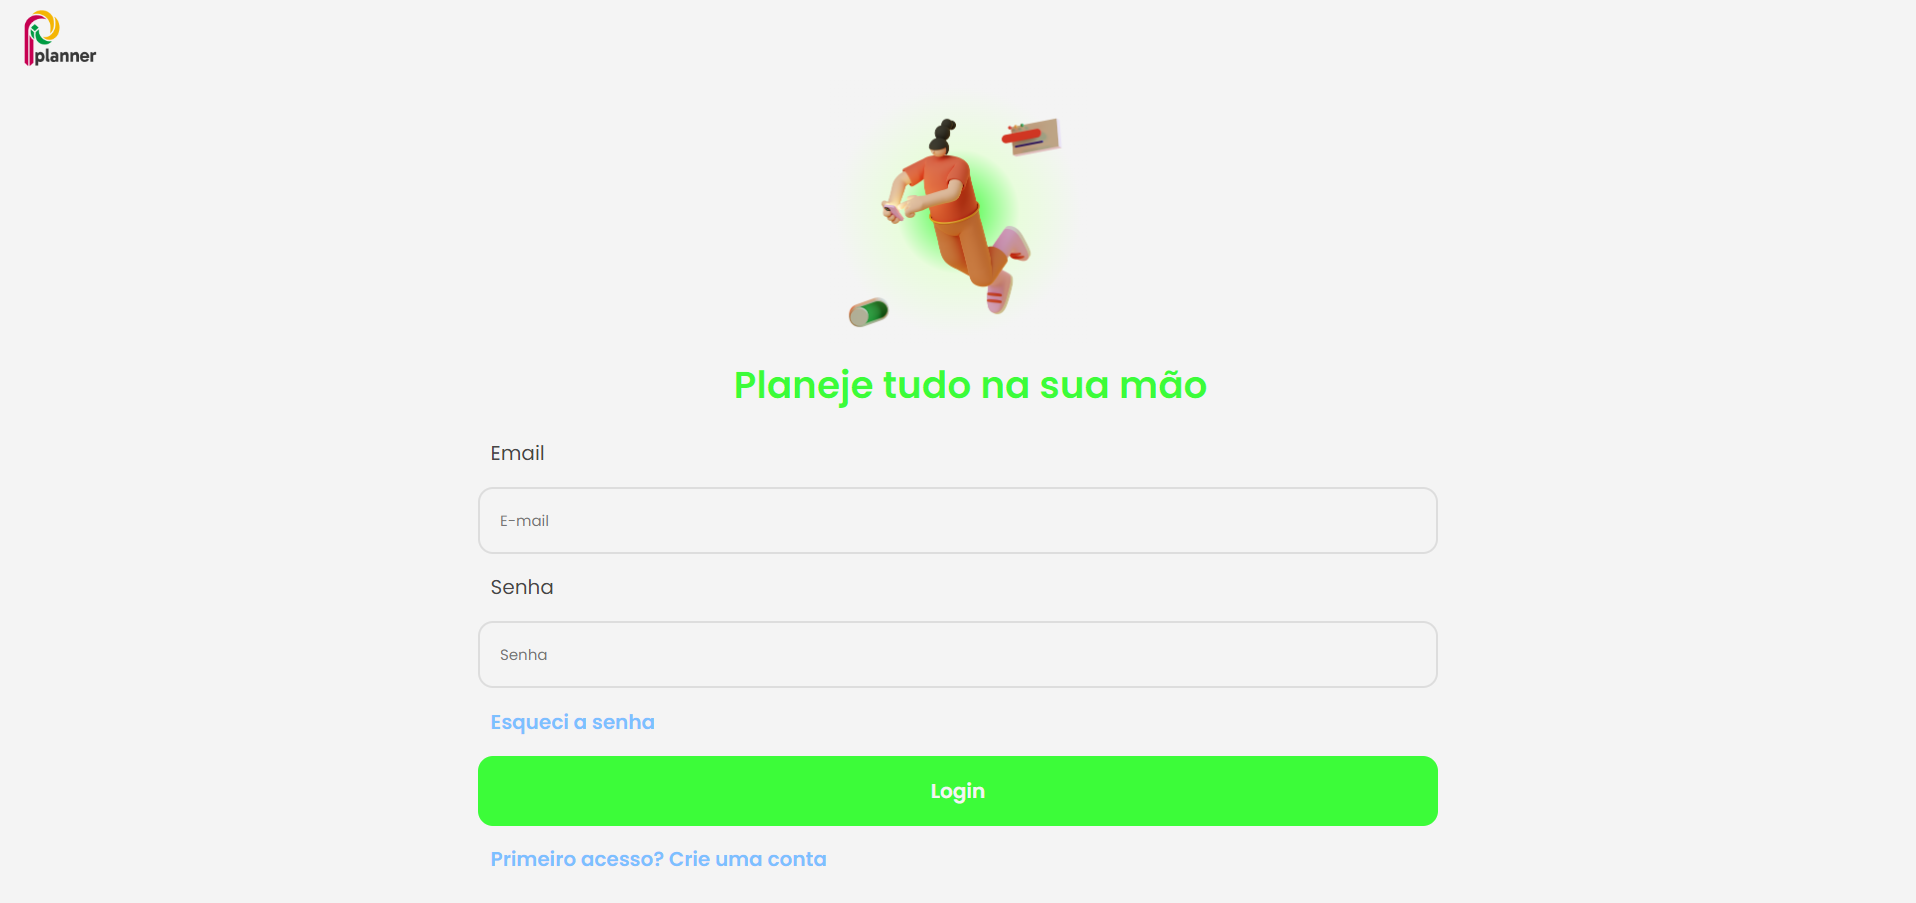 planner
Planeje tudo na sua mão
Email
E-mail
Senha
Senha
Esqueci a senha
Login
Primeiro acesso? Crie uma conta